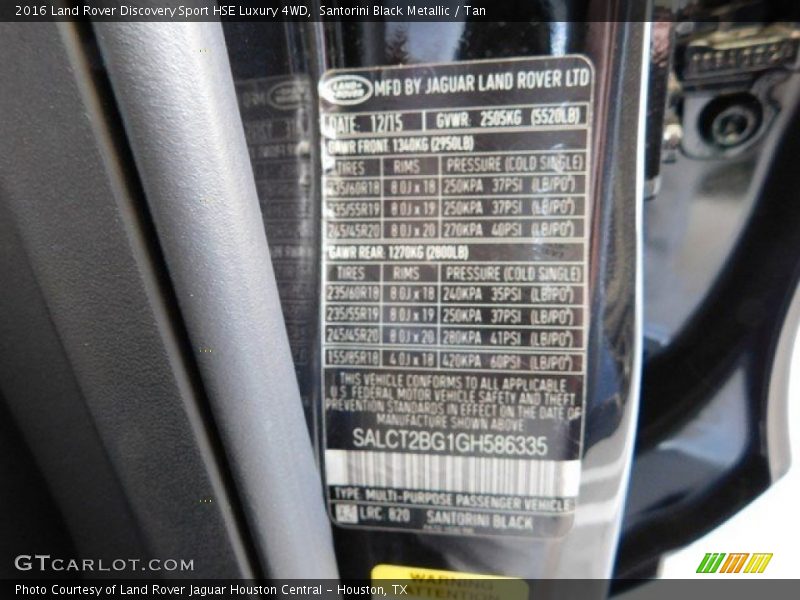 2016 Land Rover Discovery Sport HSE Luxury 4WD, Santorini Black Metallic / Tan
LAND ROVER MFD BY JAGUAR LAND ROVER LTD
DATE: 12/15 GVWR: 2505KG (5520LB)
GAWR FRONT: 1340KG (2950LB)
TIRES RIMS PRESSURE (COLD SINGLE)
235/60R18 8.0J x 18 250KPA 37PSI (LB/PO²)
235/55R19 8.0J x 19 250KPA 37PSI (LB/PO²)
245/45R20 8.0J x 20 270KPA 40PSI (LB/PO²)
GAWR REAR: 1270KG (2800LB)
TIRES RIMS PRESSURE (COLD SINGLE)
235/60R18 8.0J x 18 240KPA 35PSI (LB/PO²)
235/55R19 8.0J x 19 250KPA 37PSI (LB/PO²)
245/45R20 8.0J x 20 280KPA 41PSI (LB/PO²)
155/85R18 4.0J x 18 420KPA 60PSI (LB/PO²)
THIS VEHICLE CONFORMS TO ALL APPLICABLE
U.S FEDERAL MOTOR VEHICLE SAFETY AND THEFT
PREVENTION STANDARDS IN EFFECT ON THE DATE OF
MANUFACTURE SHOWN ABOVE
SALCT2BG1GH586335
TYPE: MULTI-PURPOSE PASSENGER VEHICLE
LRC 820 SANTORINI BLACK
WARNING
ATTENTION
GTCARLOT.COM
Photo Courtesy of Land Rover Jaguar Houston Central - Houston, TX